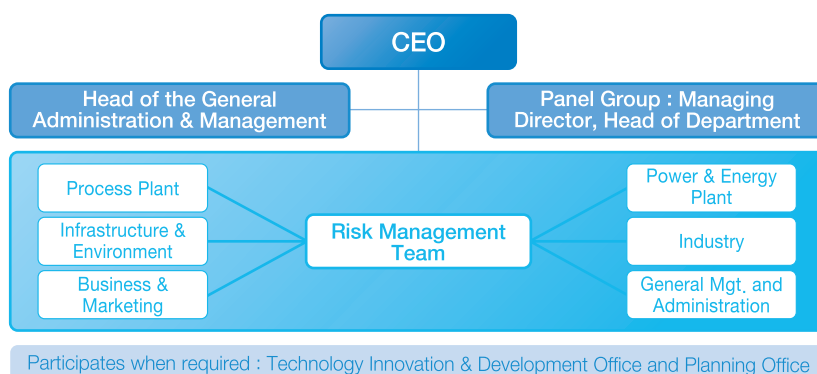 CEO
Head of the General
Administration & Management
Panel Group : Managing
Director, Head of Department
Process Plant
Infrastructure &
Environment
Business &
Marketing
Risk Management
Team
Power & Energy
Plant
Industry
General Mgt. and
Administration
Participates when required : Technology Innovation & Development Office and Planning Office